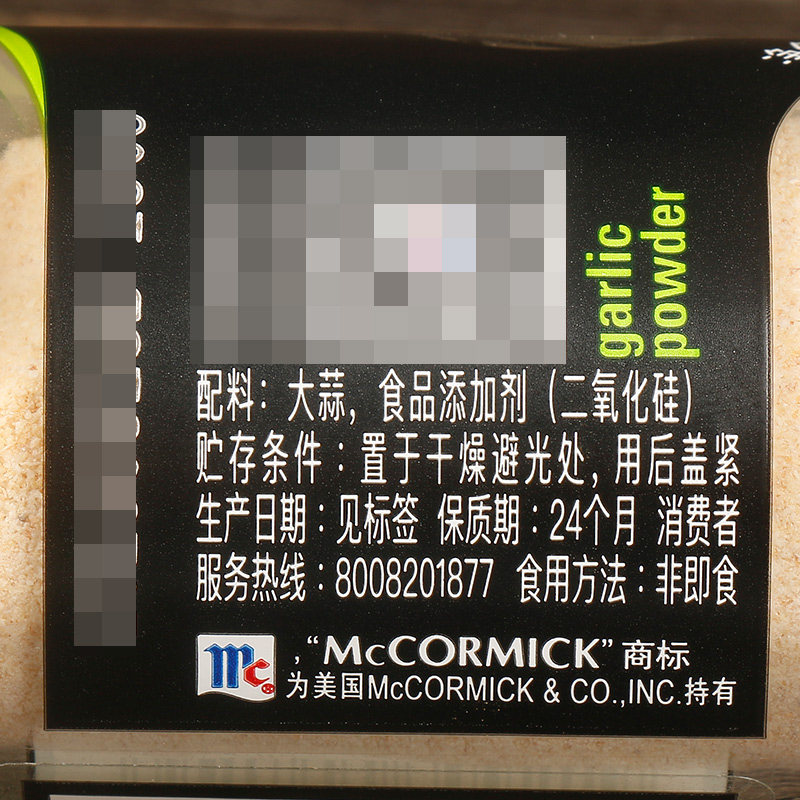 garlic
powder
配料：大蒜，食品添加剂（二氧化硅）
贮存条件：置于干燥避光处，用后盖紧
生产日期：见标签 保质期：24个月 消费者
服务热线：8008201877 食用方法：非即食
Mc
，“McCORMICK”商标
为美国McCORMICK & CO.,INC.持有